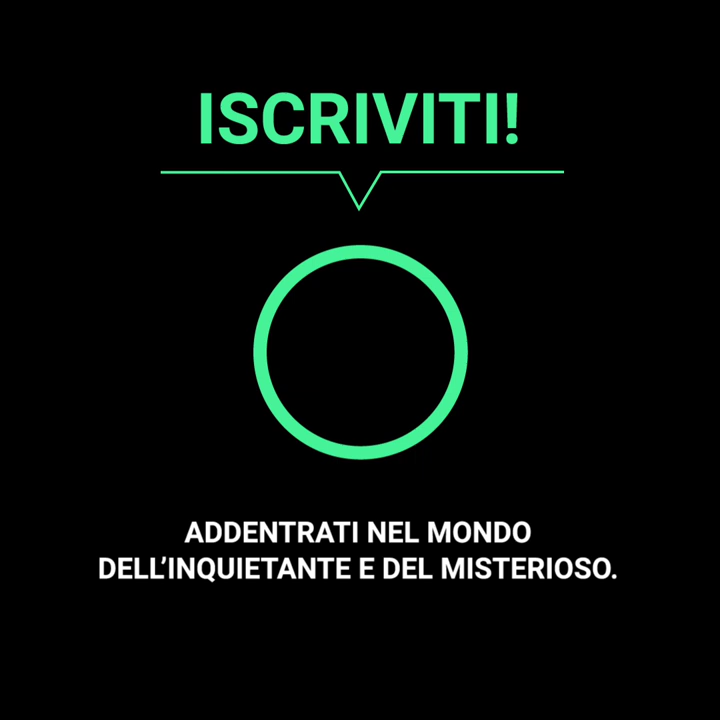 ISCRIVITI!
ADDENTRATI NEL MONDO
DELL’INQUIETANTE E DEL MISTERIOSO.